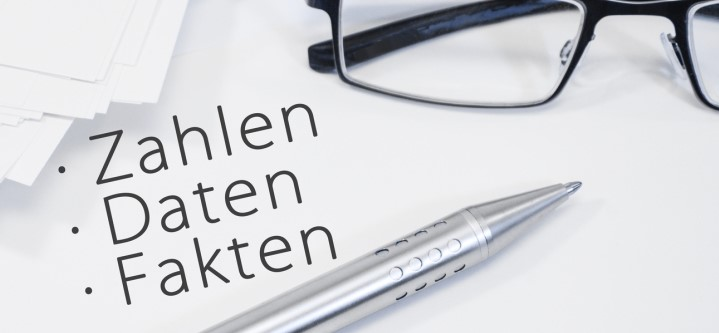 · Zahlen
· Daten
· Fakten